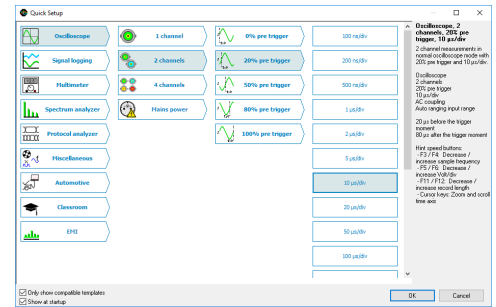 Quick Setup
Oscilloscope
Signal logging
Multimeter
Spectrum analyzer
Protocol analyzer
Miscellaneous
Automotive
Classroom
EMI
1 channel
2 channels
4 channels
Mains power
0% pre trigger
20% pre trigger
50% pre trigger
80% pre trigger
100% pre trigger
100 ns/div
200 ns/div
500 ns/div
1 µs/div
2 µs/div
5 µs/div
10 µs/div
20 µs/div
50 µs/div
100 µs/div
Oscilloscope, 2
channels, 20% pre
trigger, 10 µs/div
2 channel measurements in
normal oscilloscope mode with
20% pre trigger and 10 µs/div.
Oscilloscope
2 channels
20% pre trigger
10 µs/div
AC coupling
Auto ranging input range
20 µs before the trigger
moment
80 µs after the trigger moment
Hint speed buttons:
- F3 / F4: Decrease /
increase sample frequency
- F5 / F6: Decrease /
increase Volt/div
- F11 / F12: Decrease /
increase record length
- Cursor keys: Zoom and scroll
time axis
Only show compatible templates
Show at startup
OK
Cancel